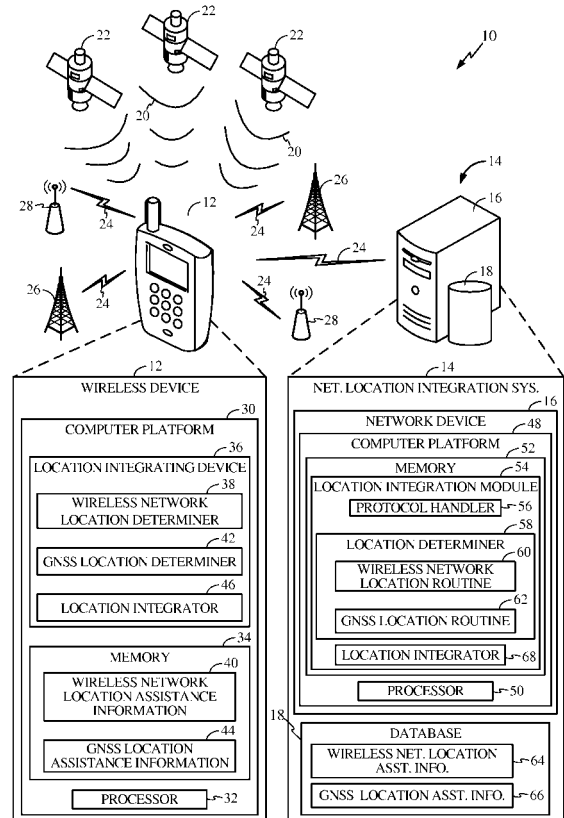 22
22
22
10
20
20
14
28
12
26
16
24
24
24
18
26
24
24
28
12
WIRELESS DEVICE
30
COMPUTER PLATFORM
36
LOCATION INTEGRATING DEVICE
38
WIRELESS NETWORK
LOCATION DETERMINER
42
GNSS LOCATION DETERMINER
46
LOCATION INTEGRATOR
34
MEMORY
40
WIRELESS NETWORK
LOCATION ASSISTANCE
INFORMATION
44
GNSS LOCATION
ASSISTANCE INFORMATION
PROCESSOR
32
14
NET. LOCATION INTEGRATION SYS.
16
NETWORK DEVICE
48
COMPUTER PLATFORM
52
MEMORY
54
LOCATION INTEGRATION MODULE
PROTOCOL HANDLER
56
58
LOCATION DETERMINER
60
WIRELESS NETWORK
LOCATION ROUTINE
62
GNSS LOCATION ROUTINE
LOCATION INTEGRATOR
68
PROCESSOR
50
18
DATABASE
WIRELESS NET. LOCATION
ASST. INFO.
64
GNSS LOCATION ASST. INFO.
66